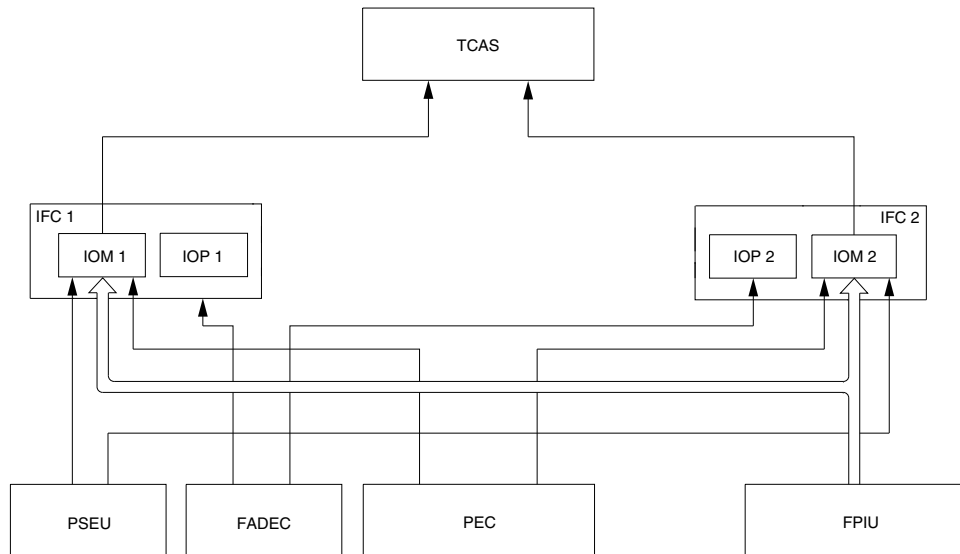 TCAS
IFC 1
IFC 2
IOM 1
IOP 1
IOP 2
IOM 2
PSEU
FADEC
PEC
FPIU